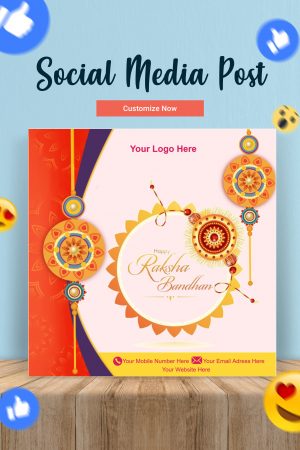 Social Media Post
Customize Now
Your Logo Here
Happy
Raksha
Bandhan
Your Mobile Number Here Your Email Adress Here
Your Website Here